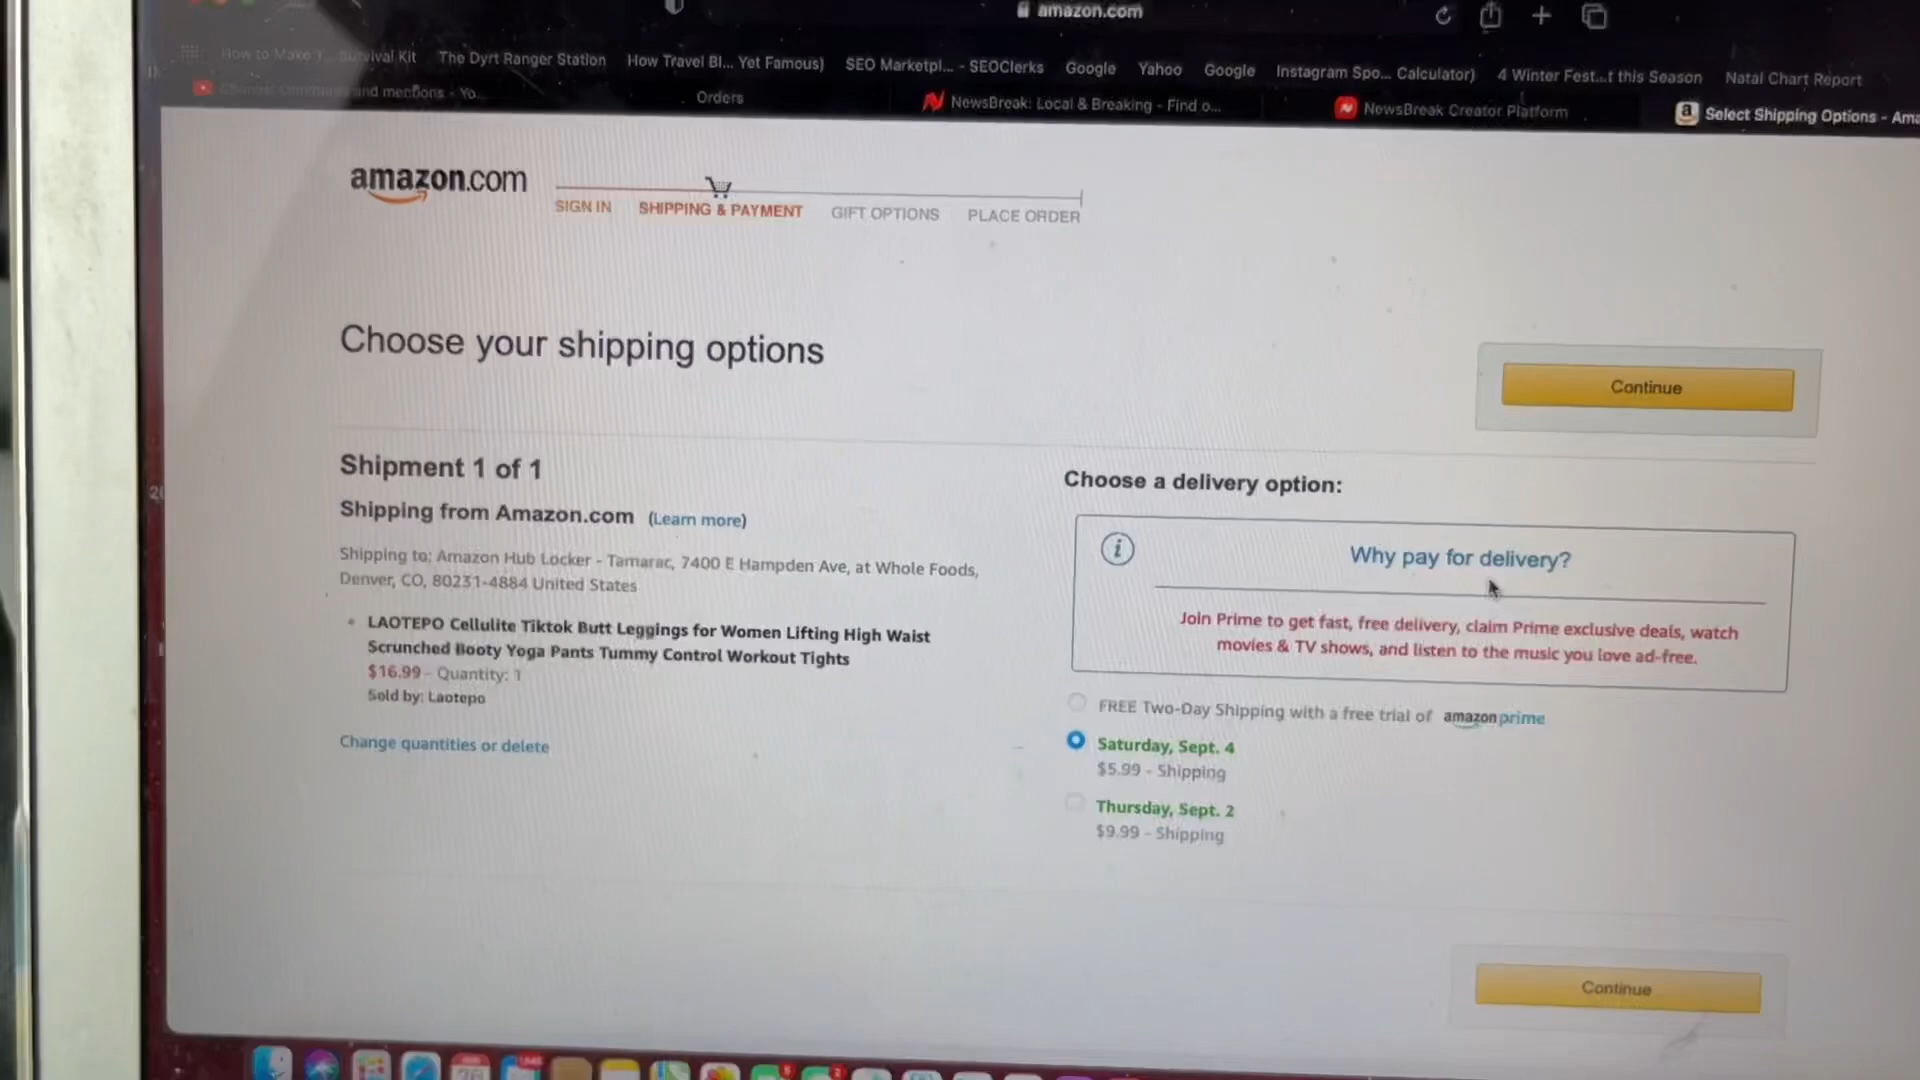 amazon.com
How to Make T... Survival Kit The Dyrt Ranger Station How Travel Bl... Yet Famous) SEO Marketpl... - SEOClerks Google Yahoo Google Instagram Spo... Calculator) 4 Winter Fest...t this Season Natal Chart Report
and mentions - Yo... Orders NewsBreak: Local & Breaking - Find o... NewsBreak Creator Platform Select Shipping Options - Ama
amazon.com
SIGN IN SHIPPING & PAYMENT GIFT OPTIONS PLACE ORDER
Choose your shipping options
Continue
Shipment 1 of 1
Shipping from Amazon.com (Learn more)
Shipping to: Amazon Hub Locker - Tamarac, 7400 E Hampden Ave, at Whole Foods,
Denver, CO, 80231-4884 United States
LAOTEPO Cellulite Tiktok Butt Leggings for Women Lifting High Waist
Scrunched Booty Yoga Pants Tummy Control Workout Tights
$16.99 - Quantity: 1
Sold by: Laotepo
Change quantities or delete
Choose a delivery option:
Why pay for delivery?
Join Prime to get fast, free delivery, claim Prime exclusive deals, watch
movies & TV shows, and listen to the music you love ad-free.
FREE Two-Day Shipping with a free trial of amazon prime
Saturday, Sept. 4
$5.99 - Shipping
Thursday, Sept. 2
$9.99 - Shipping
Continue